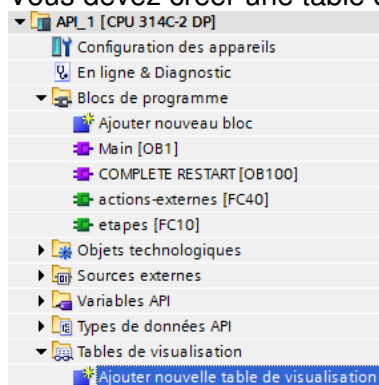 Vous devez créer une table d
API_1 [CPU 314C-2 DP]
Configuration des appareils
En ligne & Diagnostic
Blocs de programme
Ajouter nouveau bloc
Main [OB1]
COMPLETE RESTART [OB100]
actions-externes [FC40]
etapes [FC10]
Objets technologiques
Sources externes
Variables API
Types de données API
Tables de visualisation
Ajouter nouvelle table de visualisation